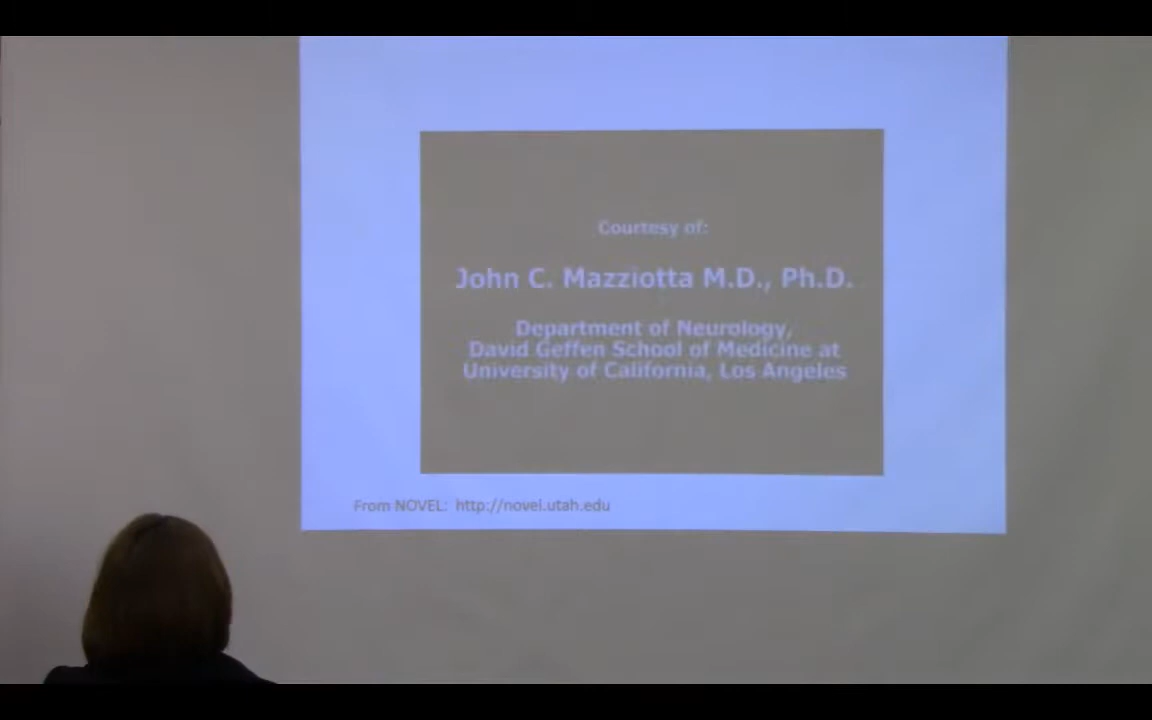 Courtesy of:
John C. Mazziotta M.D., Ph.D.
Department of Neurology,
David Geffen School of Medicine at
University of California, Los Angeles
From NOVEL: http://novel.utah.edu